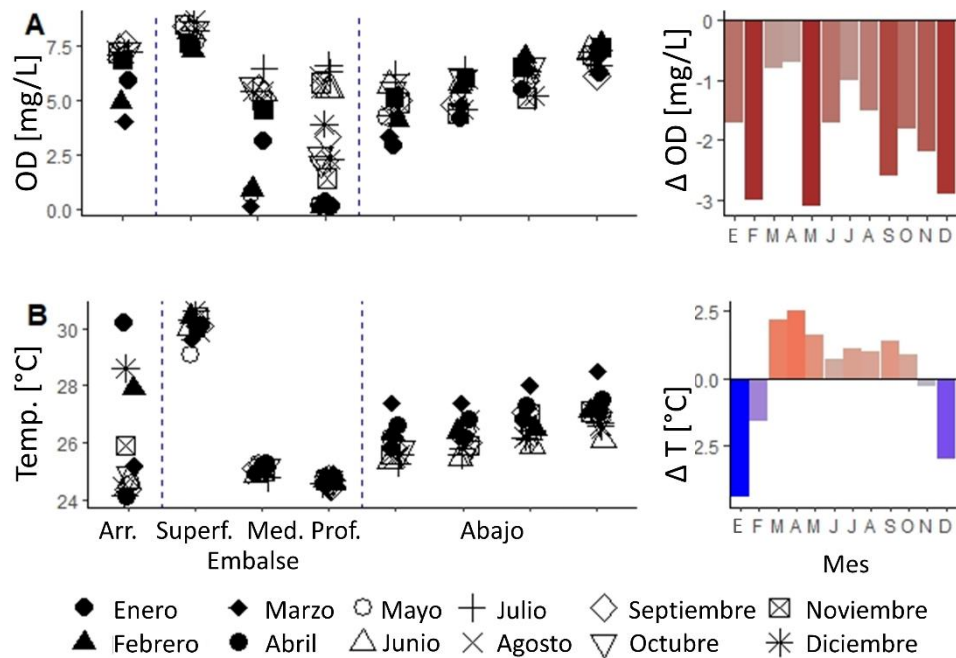 A
OD [mg/L]
7.5
5.0
2.5
0.0
Δ OD [mg/L]
0
-1
-2
-3
E F M A M J J A S O N D
B
Temp. [°C]
30
28
26
24
Δ T [°C]
2.5
0.0
2.5
E F M A M J J A S O N D
Arr. Superf. Med. Prof. Abajo
Embalse
Mes
Enero Marzo Mayo Julio Septiembre Noviembre
Febrero Abril Junio Agosto Octubre Diciembre